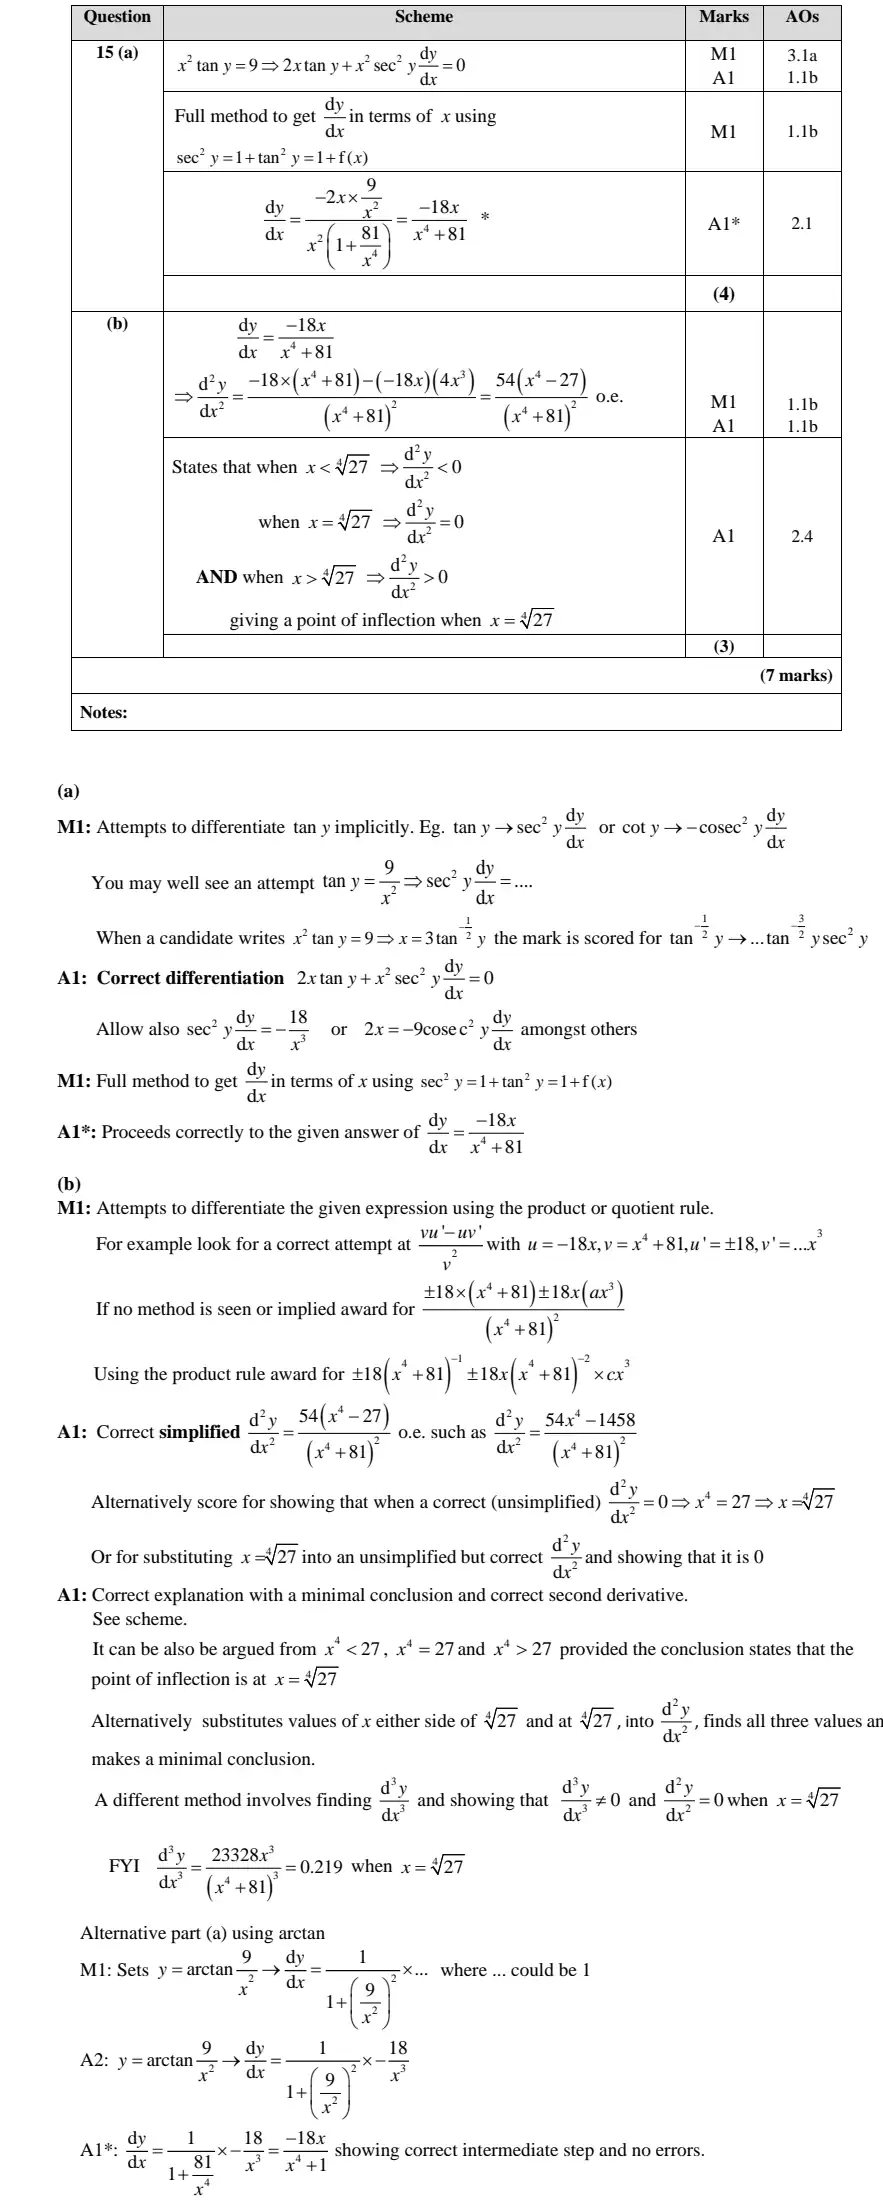 Question Scheme Marks AOs
15 (a) x² tan y = 9 ⇒ 2x tan y + x² sec² y dy/dx = 0 M1 3.1a
A1 1.1b
Full method to get dy/dx in terms of x using
sec² y = 1 + tan² y = 1 + f(x) M1 1.1b
dy/dx = (−2x × 9/x²)/(x²(1 + 81/x⁴)) = −18x/(x⁴ + 81) * A1* 2.1
(4)
(b) dy/dx = −18x/(x⁴ + 81)
⇒ d²y/dx² = (−18 × (x⁴ + 81) − (−18x)(4x³))/(x⁴ + 81)² = 54(x⁴ − 27)/(x⁴ + 81)² o.e. M1 1.1b
A1 1.1b
States that when x < ∜27 ⇒ d²y/dx² < 0
when x = ∜27 ⇒ d²y/dx² = 0
AND when x > ∜27 ⇒ d²y/dx² > 0 A1 2.4
giving a point of inflection when x = ∜27
(3)
(7 marks)
Notes:
(a)
M1: Attempts to differentiate tan y implicitly. Eg. tan y → sec² y dy/dx or cot y → −cosec² y dy/dx
You may well see an attempt tan y = 9/x² ⇒ sec² y dy/dx = ....
When a candidate writes x² tan y = 9 ⇒ x = 3 tan^(−1/2) y the mark is scored for tan^(−1/2) y → ... tan^(−3/2) y sec² y
A1: Correct differentiation 2x tan y + x² sec² y dy/dx = 0
Allow also sec² y dy/dx = −18/x³ or 2x = −9cosec² y dy/dx amongst others
M1: Full method to get dy/dx in terms of x using sec² y = 1 + tan² y = 1 + f(x)
A1*: Proceeds correctly to the given answer of dy/dx = −18x/(x⁴ + 81)
(b)
M1: Attempts to differentiate the given expression using the product or quotient rule.
For example look for a correct attempt at (vu' − uv')/v² with u = −18x, v = x⁴ + 81, u' = ±18, v' = ...x³
If no method is seen or implied award for (±18 × (x⁴ + 81) ± 18x(ax³))/(x⁴ + 81)²
Using the product rule award for ±18(x⁴ + 81)⁻¹ ± 18x(x⁴ + 81)⁻² × cx³
A1: Correct simplified d²y/dx² = 54(x⁴ − 27)/(x⁴ + 81)² o.e. such as d²y/dx² = (54x⁴ − 1458)/(x⁴ + 81)²
Alternatively score for showing that when a correct (unsimplified) d²y/dx² = 0 ⇒ x⁴ = 27 ⇒ x = ∜27
Or for substituting x = ∜27 into an unsimplified but correct d²y/dx² and showing that it is 0
A1: Correct explanation with a minimal conclusion and correct second derivative.
See scheme.
It can be also be argued from x⁴ < 27, x⁴ = 27 and x⁴ > 27 provided the conclusion states that the
point of inflection is at x = ∜27
Alternatively substitutes values of x either side of ∜27 and at ∜27, into d²y/dx², finds all three values an
makes a minimal conclusion.
A different method involves finding d³y/dx³ and showing that d³y/dx³ ≠ 0 and d²y/dx² = 0 when x = ∜27
FYI d³y/dx³ = 23328x³/(x⁴ + 81)³ = 0.219 when x = ∜27
Alternative part (a) using arctan
M1: Sets y = arctan 9/x² → dy/dx = 1/(1 + (9/x²)²) × ... where ... could be 1
A2: y = arctan 9/x² → dy/dx = 1/(1 + (9/x²)²) × −18/x³
A1*: dy/dx = 1/(1 + 81/x⁴) × −18/x³ = −18x/(x⁴ + 1) showing correct intermediate step and no errors.